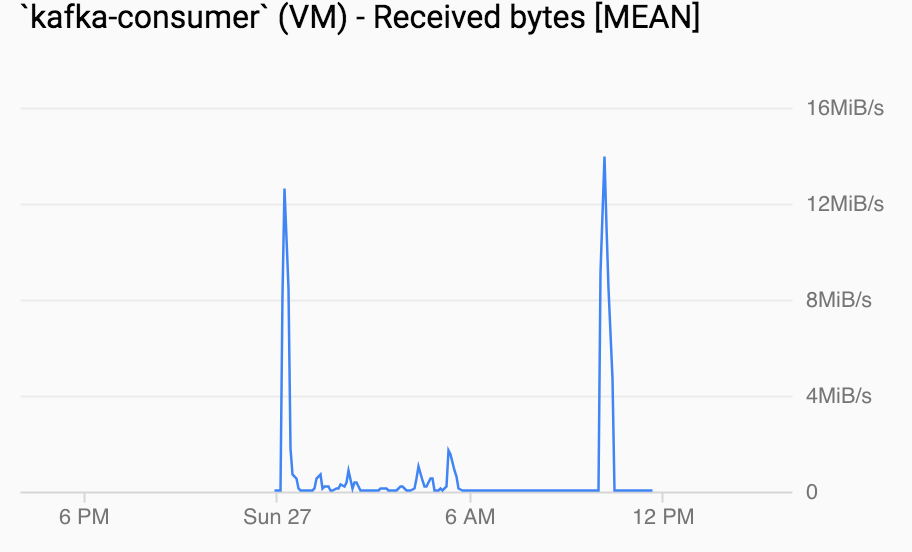 `kafka-consumer` (VM) - Received bytes [MEAN]
16MiB/s
12MiB/s
8MiB/s
4MiB/s
0
6 PM
Sun 27
6 AM
12 PM